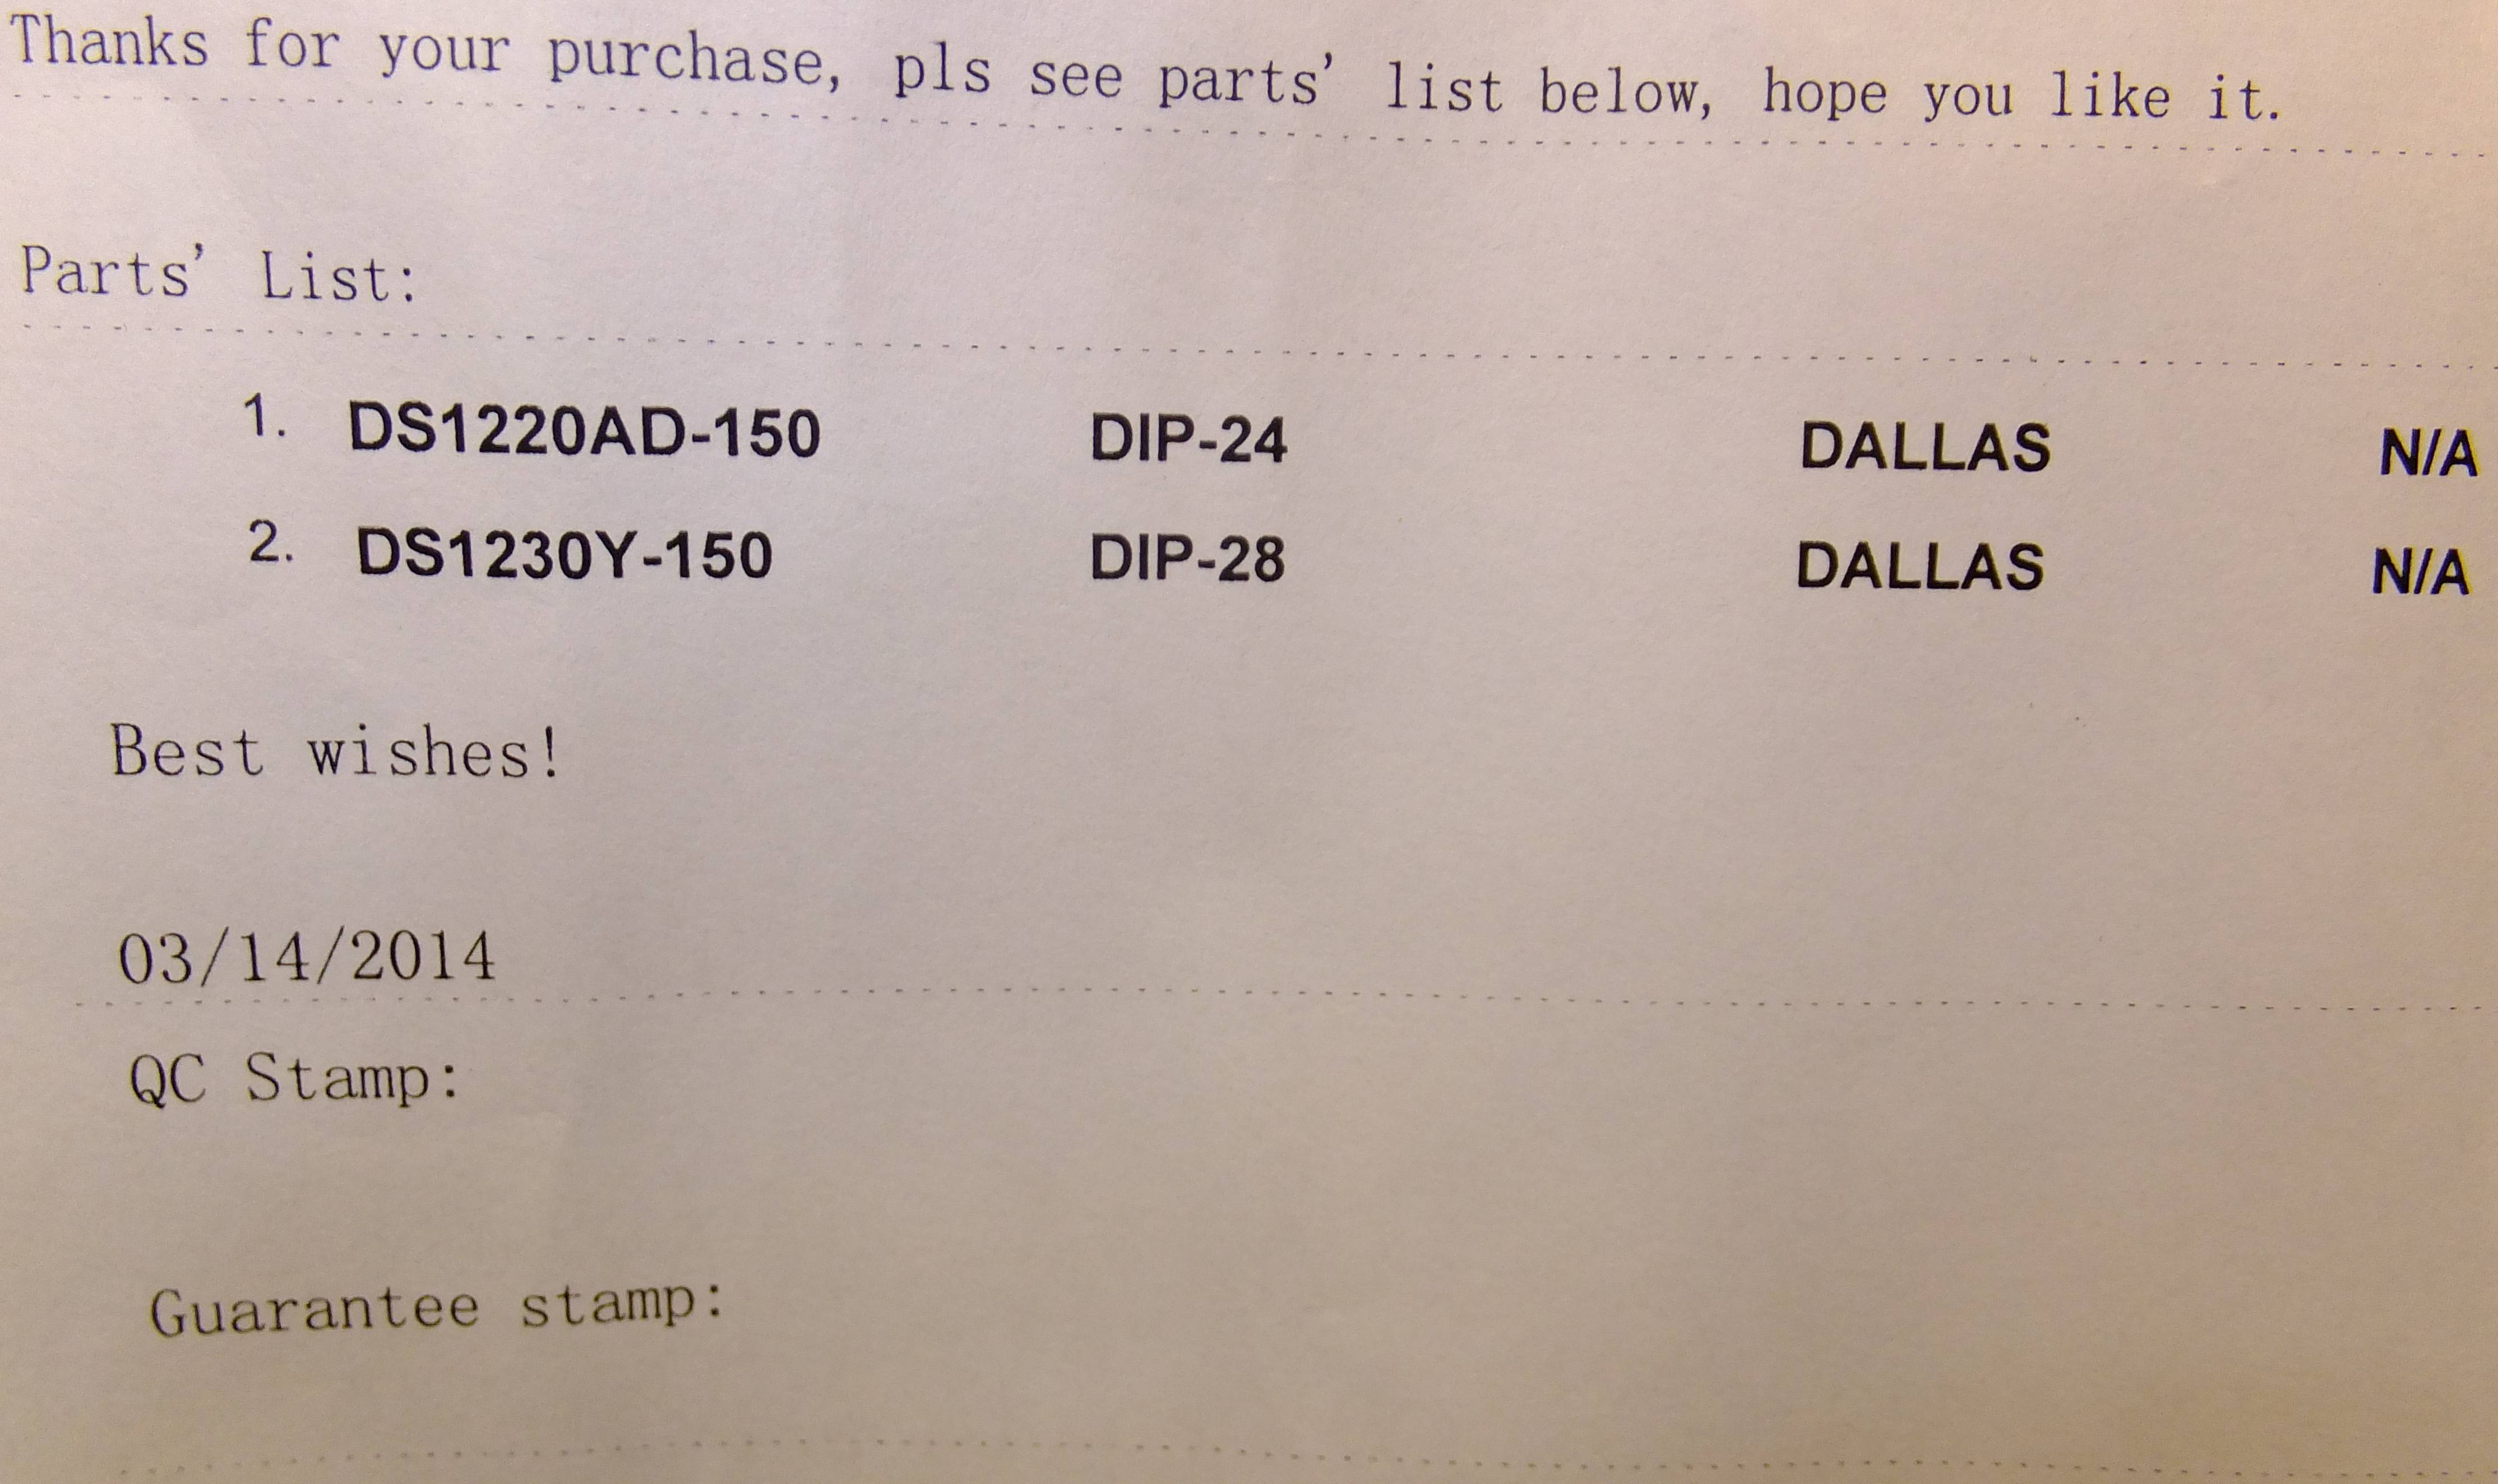 Thanks for your purchase, pls see parts' list below, hope you like it.
Parts' List:
1. DS1220AD-150 DIP-24 DALLAS N/A
2. DS1230Y-150 DIP-28 DALLAS N/A
Best wishes!
03/14/2014
QC Stamp:
Guarantee stamp: